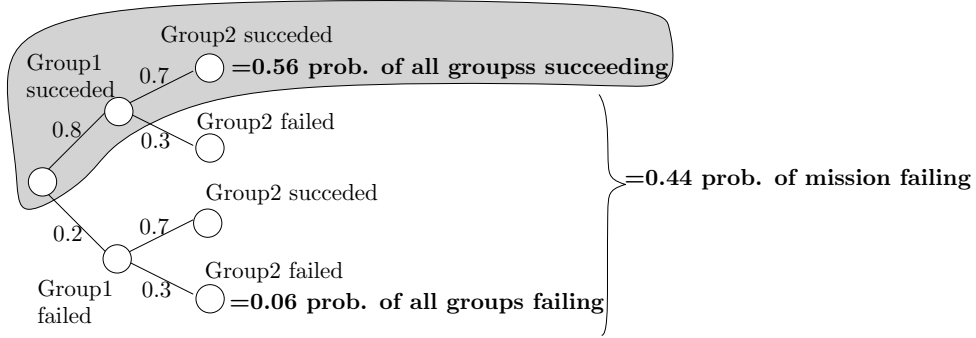 Group2 succeded
Group1
succeded
0.7
=0.56 prob. of all groupss succeeding
0.8
0.3
Group2 failed
=0.44 prob. of mission failing
Group2 succeded
0.2
0.7
Group2 failed
Group1
failed
0.3
=0.06 prob. of all groups failing